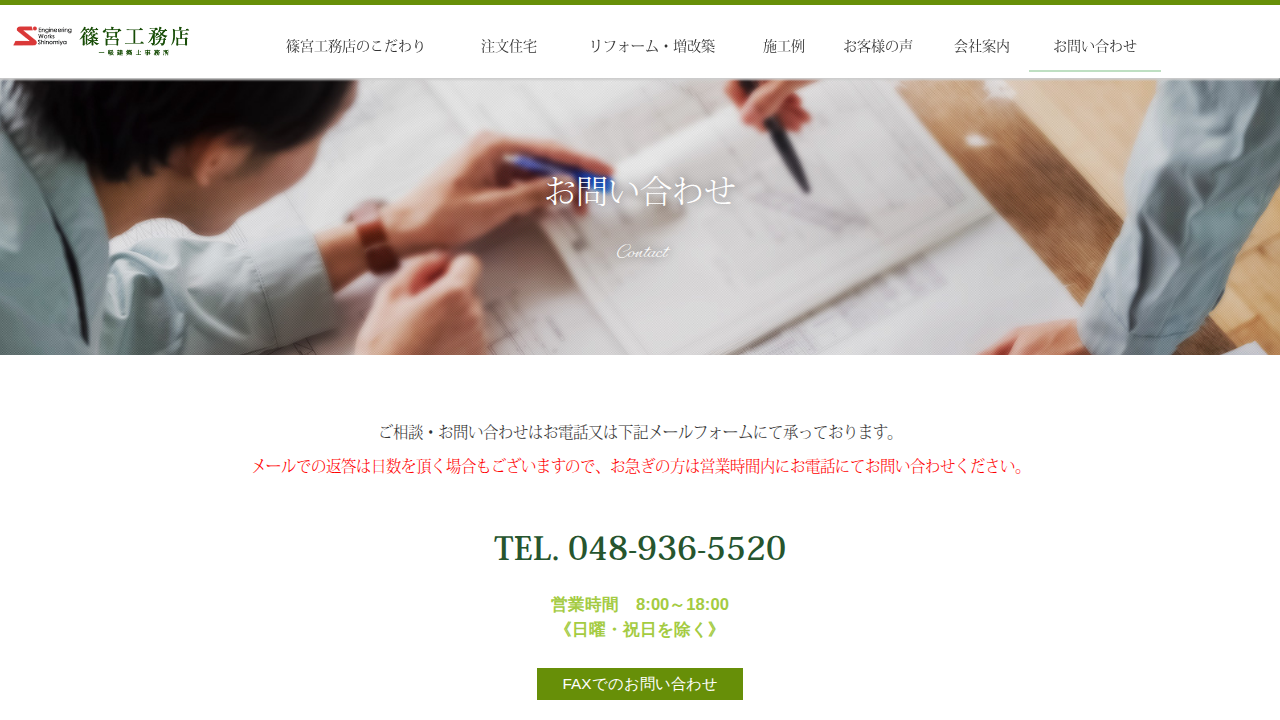 Engineering
Works
Shinomiya
篠宮工務店
一級建築士事務所
篠宮工務店のこだわり
注文住宅
リフォーム・増改築
施工例
お客様の声
会社案内
お問い合わせ
お問い合わせ
Contact
ご相談・お問い合わせはお電話又は下記メールフォームにて承っております。
メールでの返答は日数を頂く場合もございますので、お急ぎの方は営業時間内にお電話にてお問い合わせください。
TEL. 048-936-5520
営業時間　8:00～18:00
《日曜・祝日を除く》
FAXでのお問い合わせ